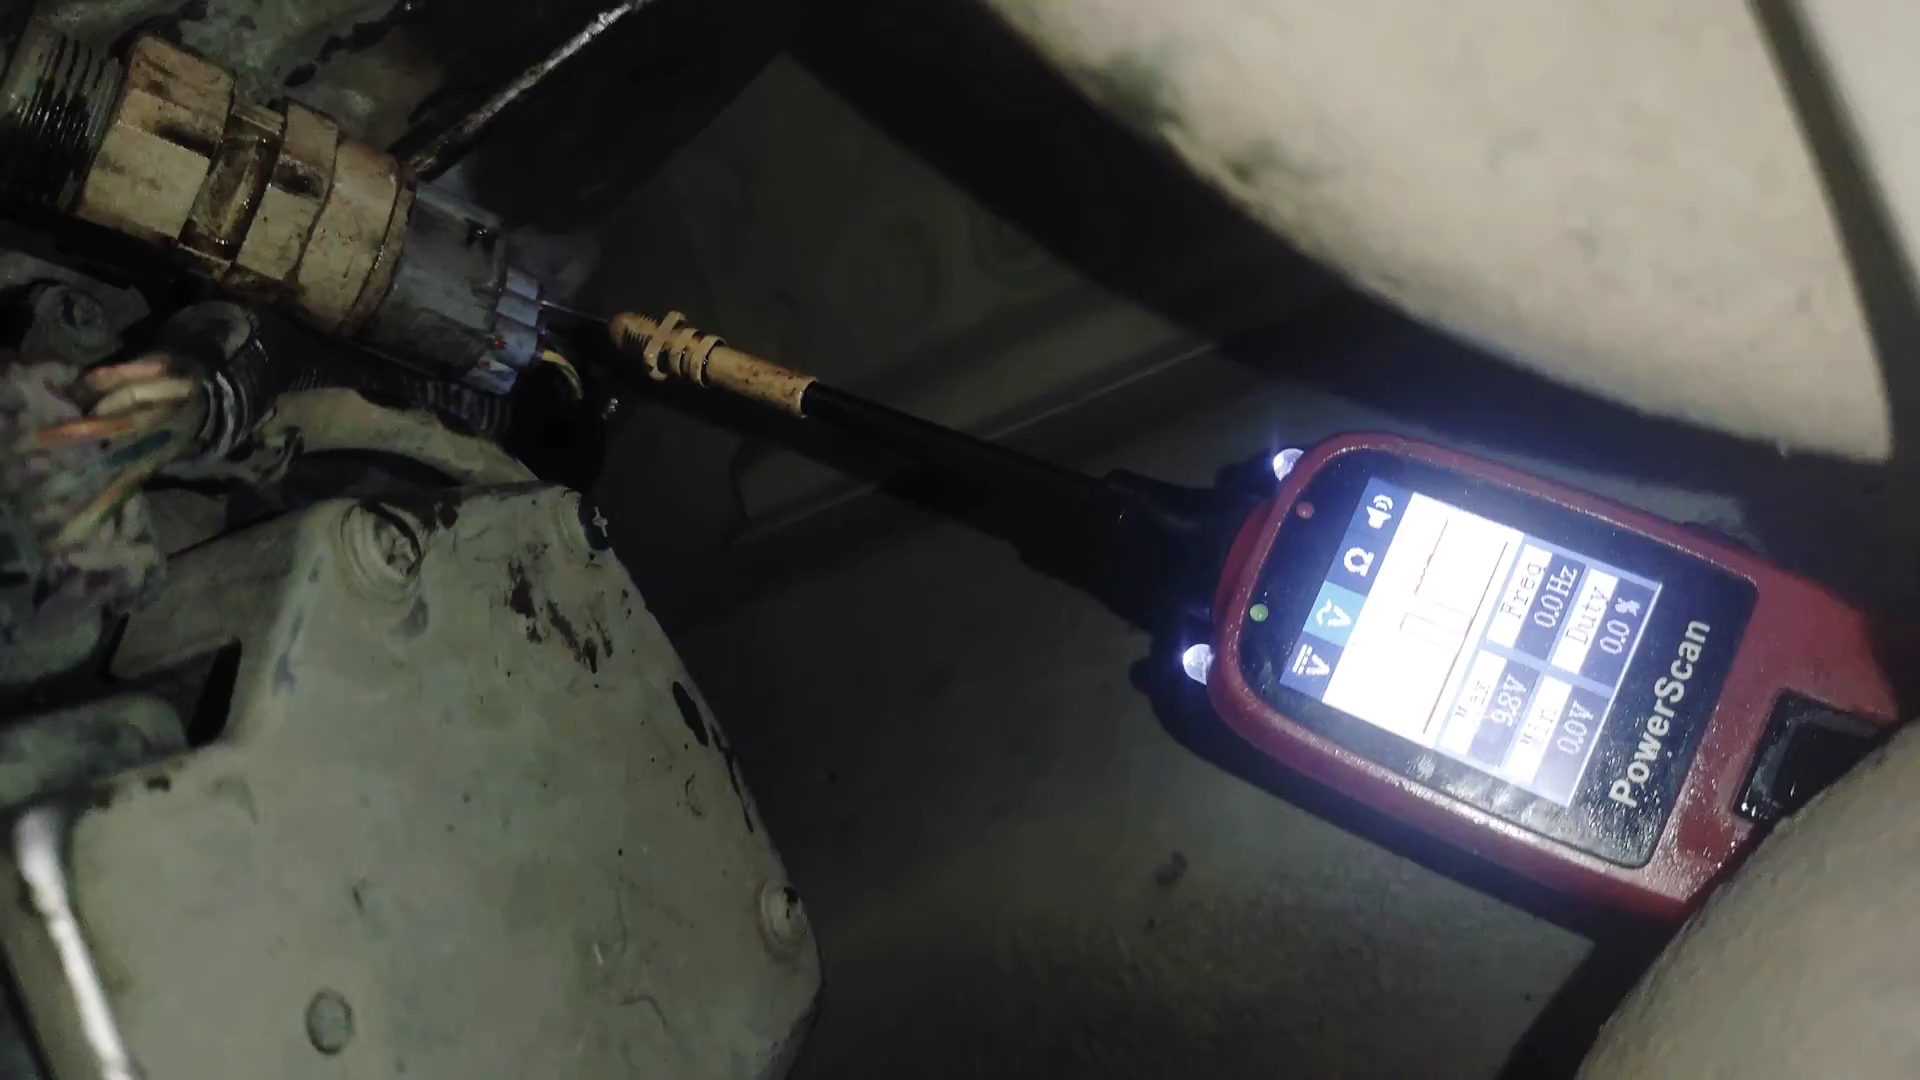 V
Ṽ
Ω
Max
9.8V
Freq
0.0Hz
Min
0.0V
Duty
0.0 %
PowerScan